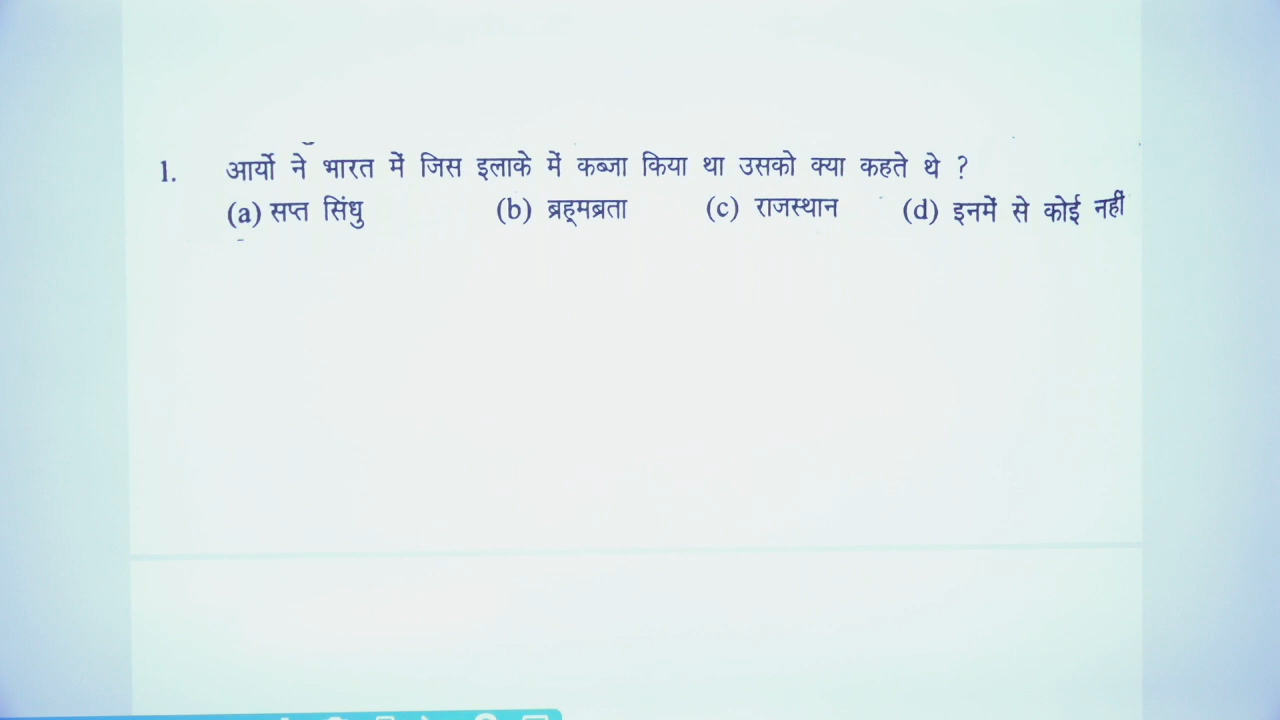 1. आर्यो ने भारत में जिस इलाके में कब्जा किया था उसको क्या कहते थे ?
(a) सप्त सिंधु (b) ब्रह्मब्रता (c) राजस्थान (d) इनमें से कोई नहीं